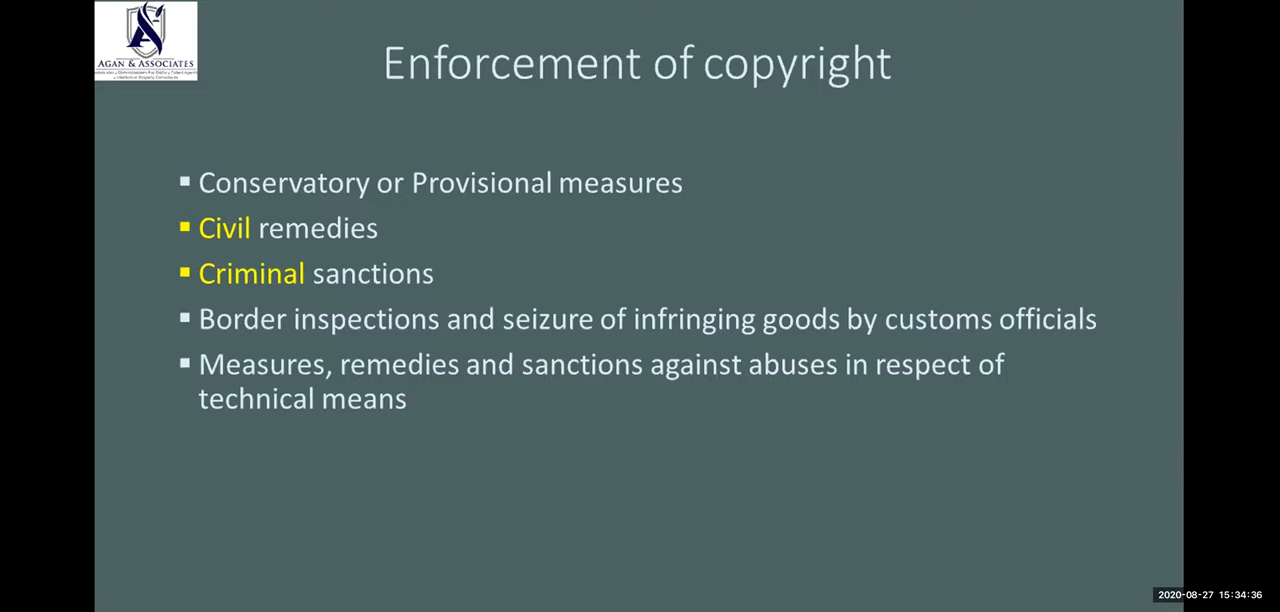 AGAN & ASSOCIATES
Enforcement of copyright
▪ Conservatory or Provisional measures
▪ Civil remedies
▪ Criminal sanctions
▪ Border inspections and seizure of infringing goods by customs officials
▪ Measures, remedies and sanctions against abuses in respect of
technical means
2020-08-27 15:34:36